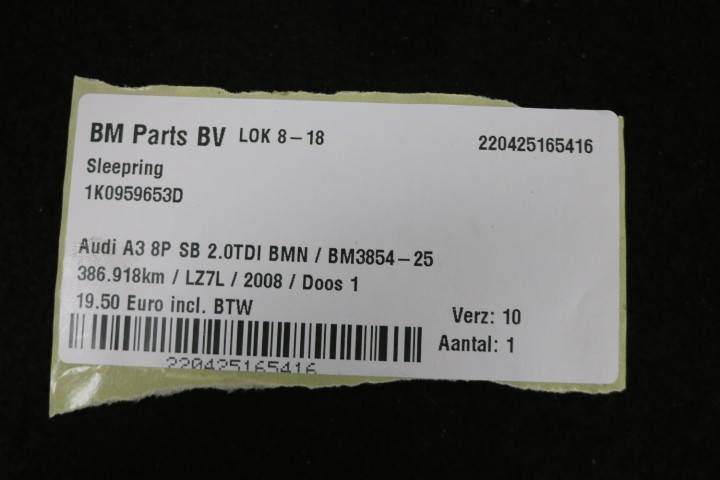 BM Parts BV LOK 8-18 220425165416
Sleepring
1K0959653D
Audi A3 8P SB 2.0TDI BMN / BM3854-25
386.918km / LZ7L / 2008 / Doos 1
19.50 Euro incl. BTW
Verz: 10
Aantal: 1
220425165416